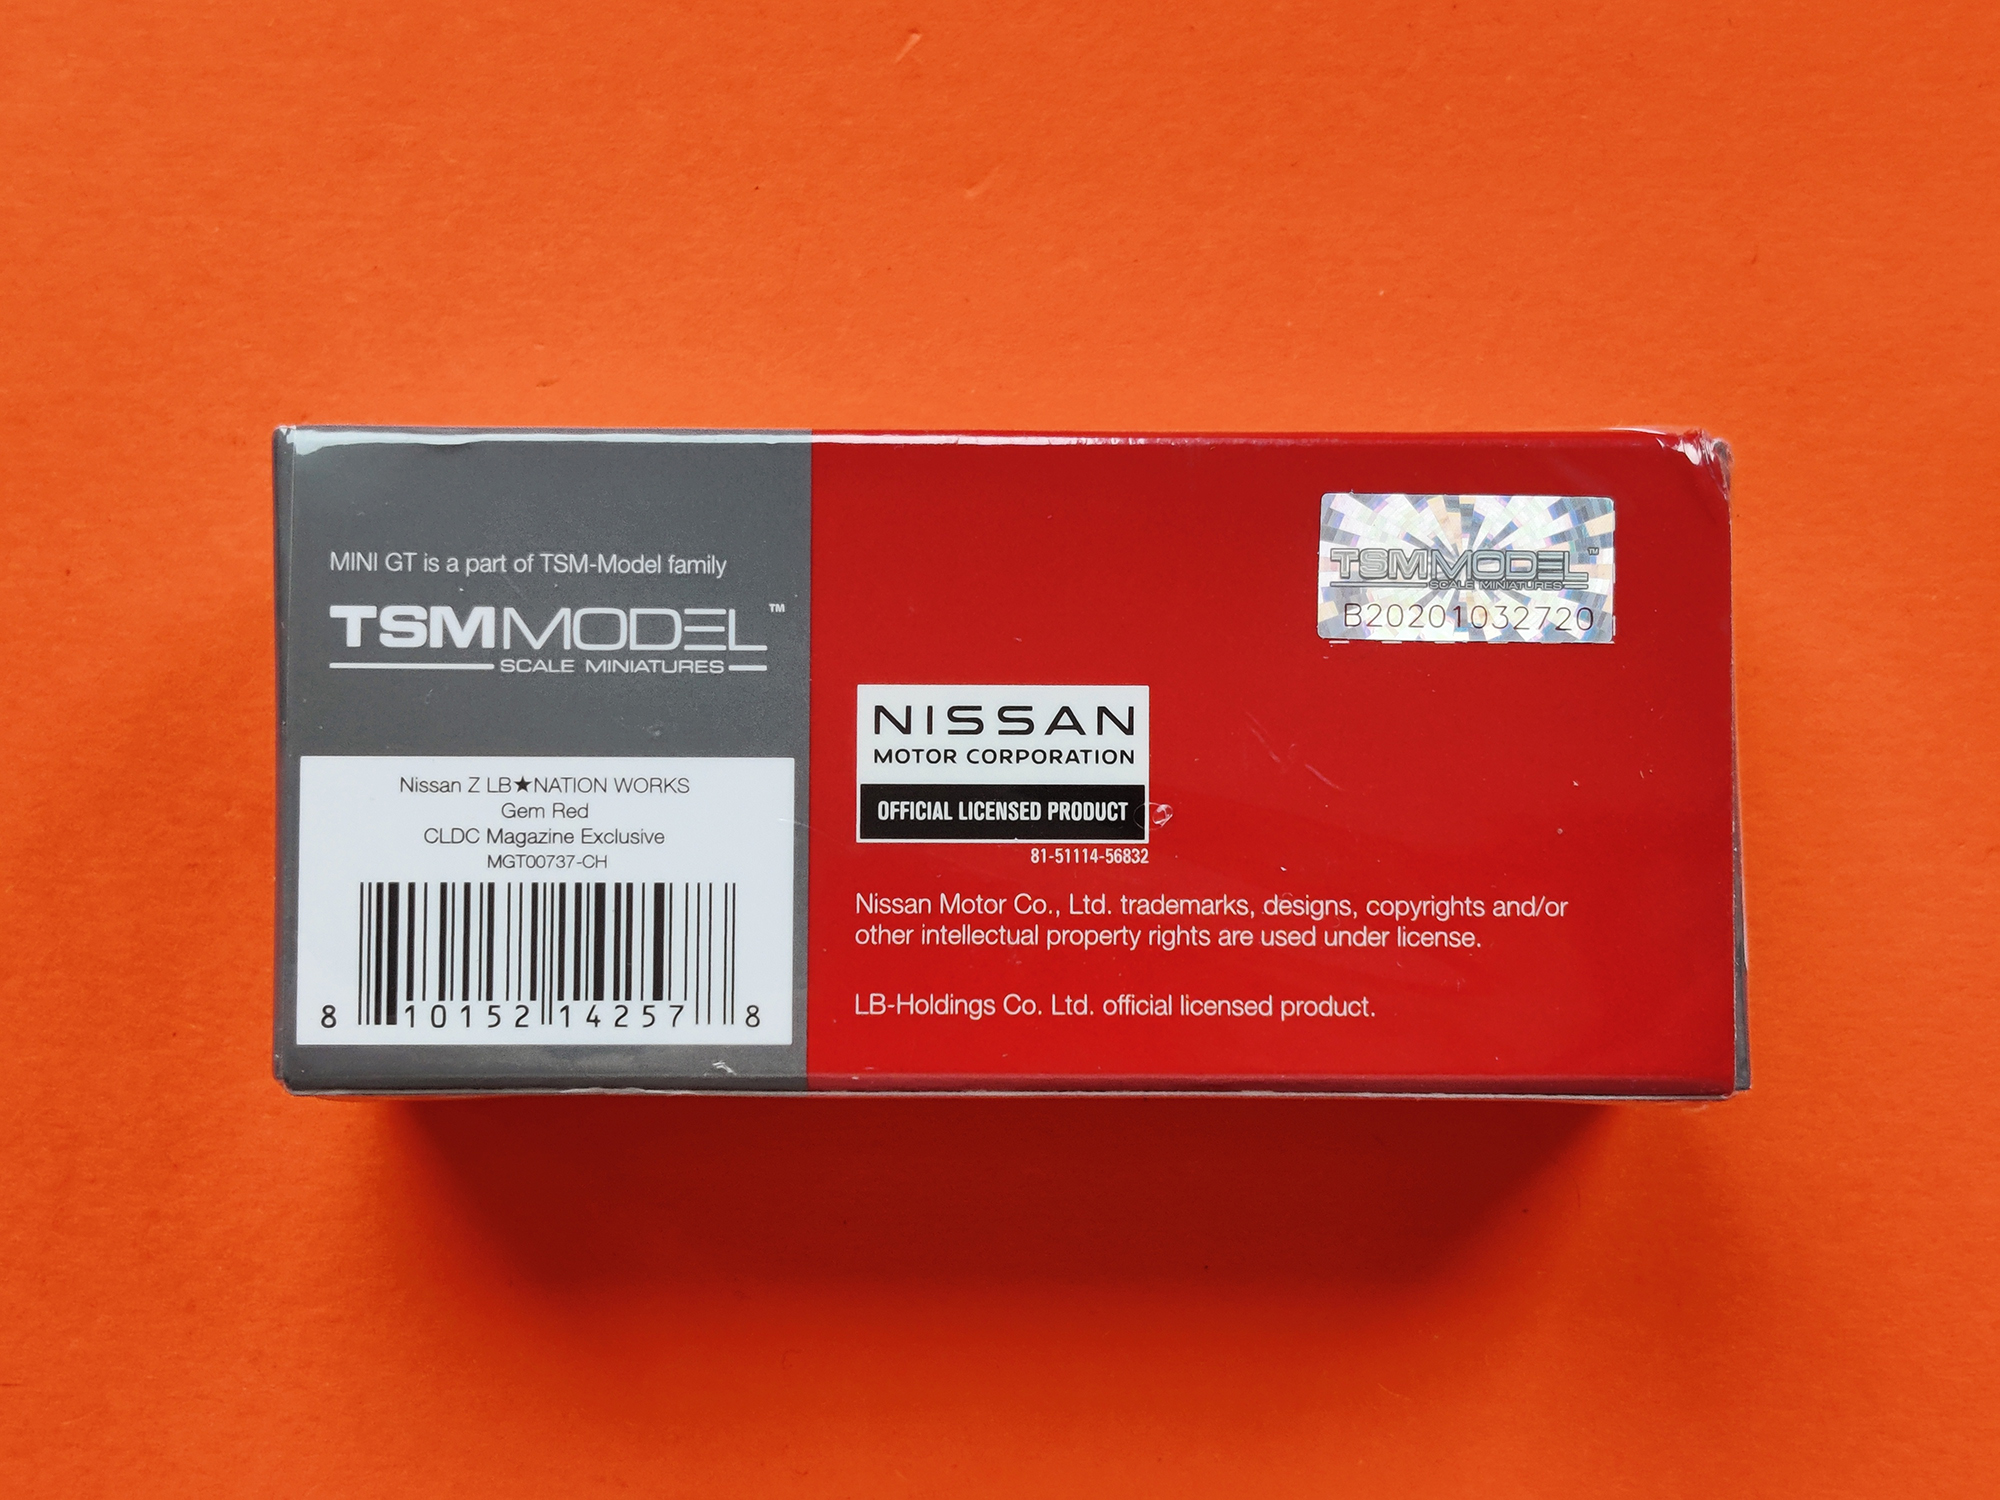 MINI GT is a part of TSM-Model family
TSMMODEL™
SCALE MINIATURES
Nissan Z LB★NATION WORKS
Gem Red
CLDC Magazine Exclusive
MGT00737-CH
8 10152 14257 8
TSMMODEL™
SCALE MINIATURES
B20201032720
NISSAN
MOTOR CORPORATION
OFFICIAL LICENSED PRODUCT
81-51114-56832
Nissan Motor Co., Ltd. trademarks, designs, copyrights and/or
other intellectual property rights are used under license.
LB-Holdings Co. Ltd. official licensed product.